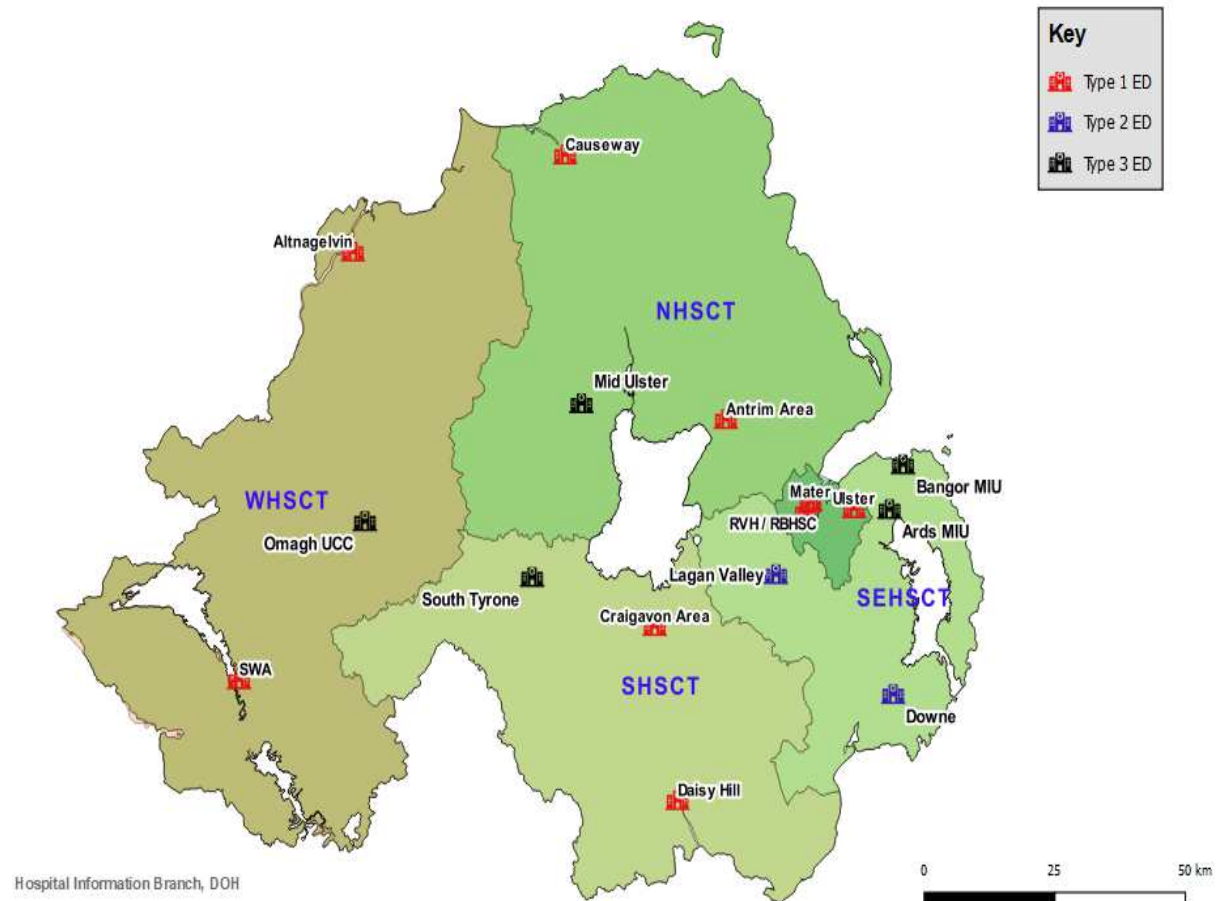 Key
Type 1 ED
Type 2 ED
Type 3 ED
Causeway
Altnagelvin
NHSCT
Mid Ulster
Antrim Area
Bangor MIU
WHSCT
Mater
Ulster
RVH / RBHSC
Ards MIU
Omagh UCC
Lagan Valley
South Tyrone
SEHSCT
Craigavon Area
SWA
SHSCT
Downe
Daisy Hill
Hospital Information Branch, DOH
0 25 50 km